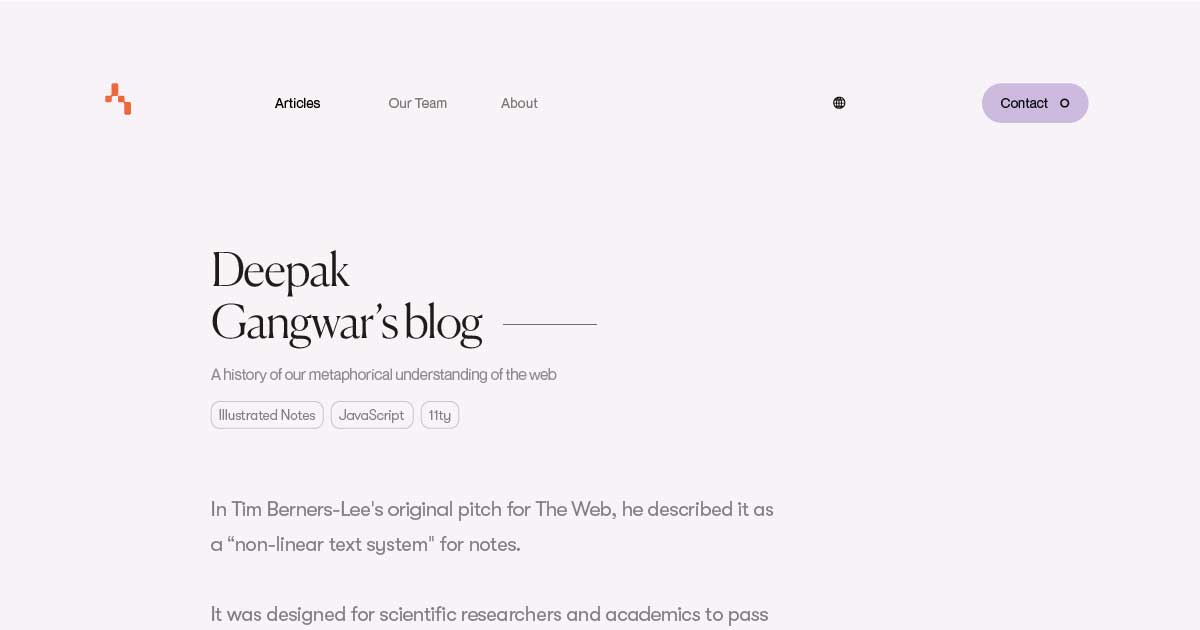 Articles Our Team About Contact
Deepak
Gangwar’s blog
A history of our metaphorical understanding of the web
Illustrated Notes JavaScript 11ty
In Tim Berners-Lee's original pitch for The Web, he described it as
a “non-linear text system" for notes.
It was designed for scientific researchers and academics to pass